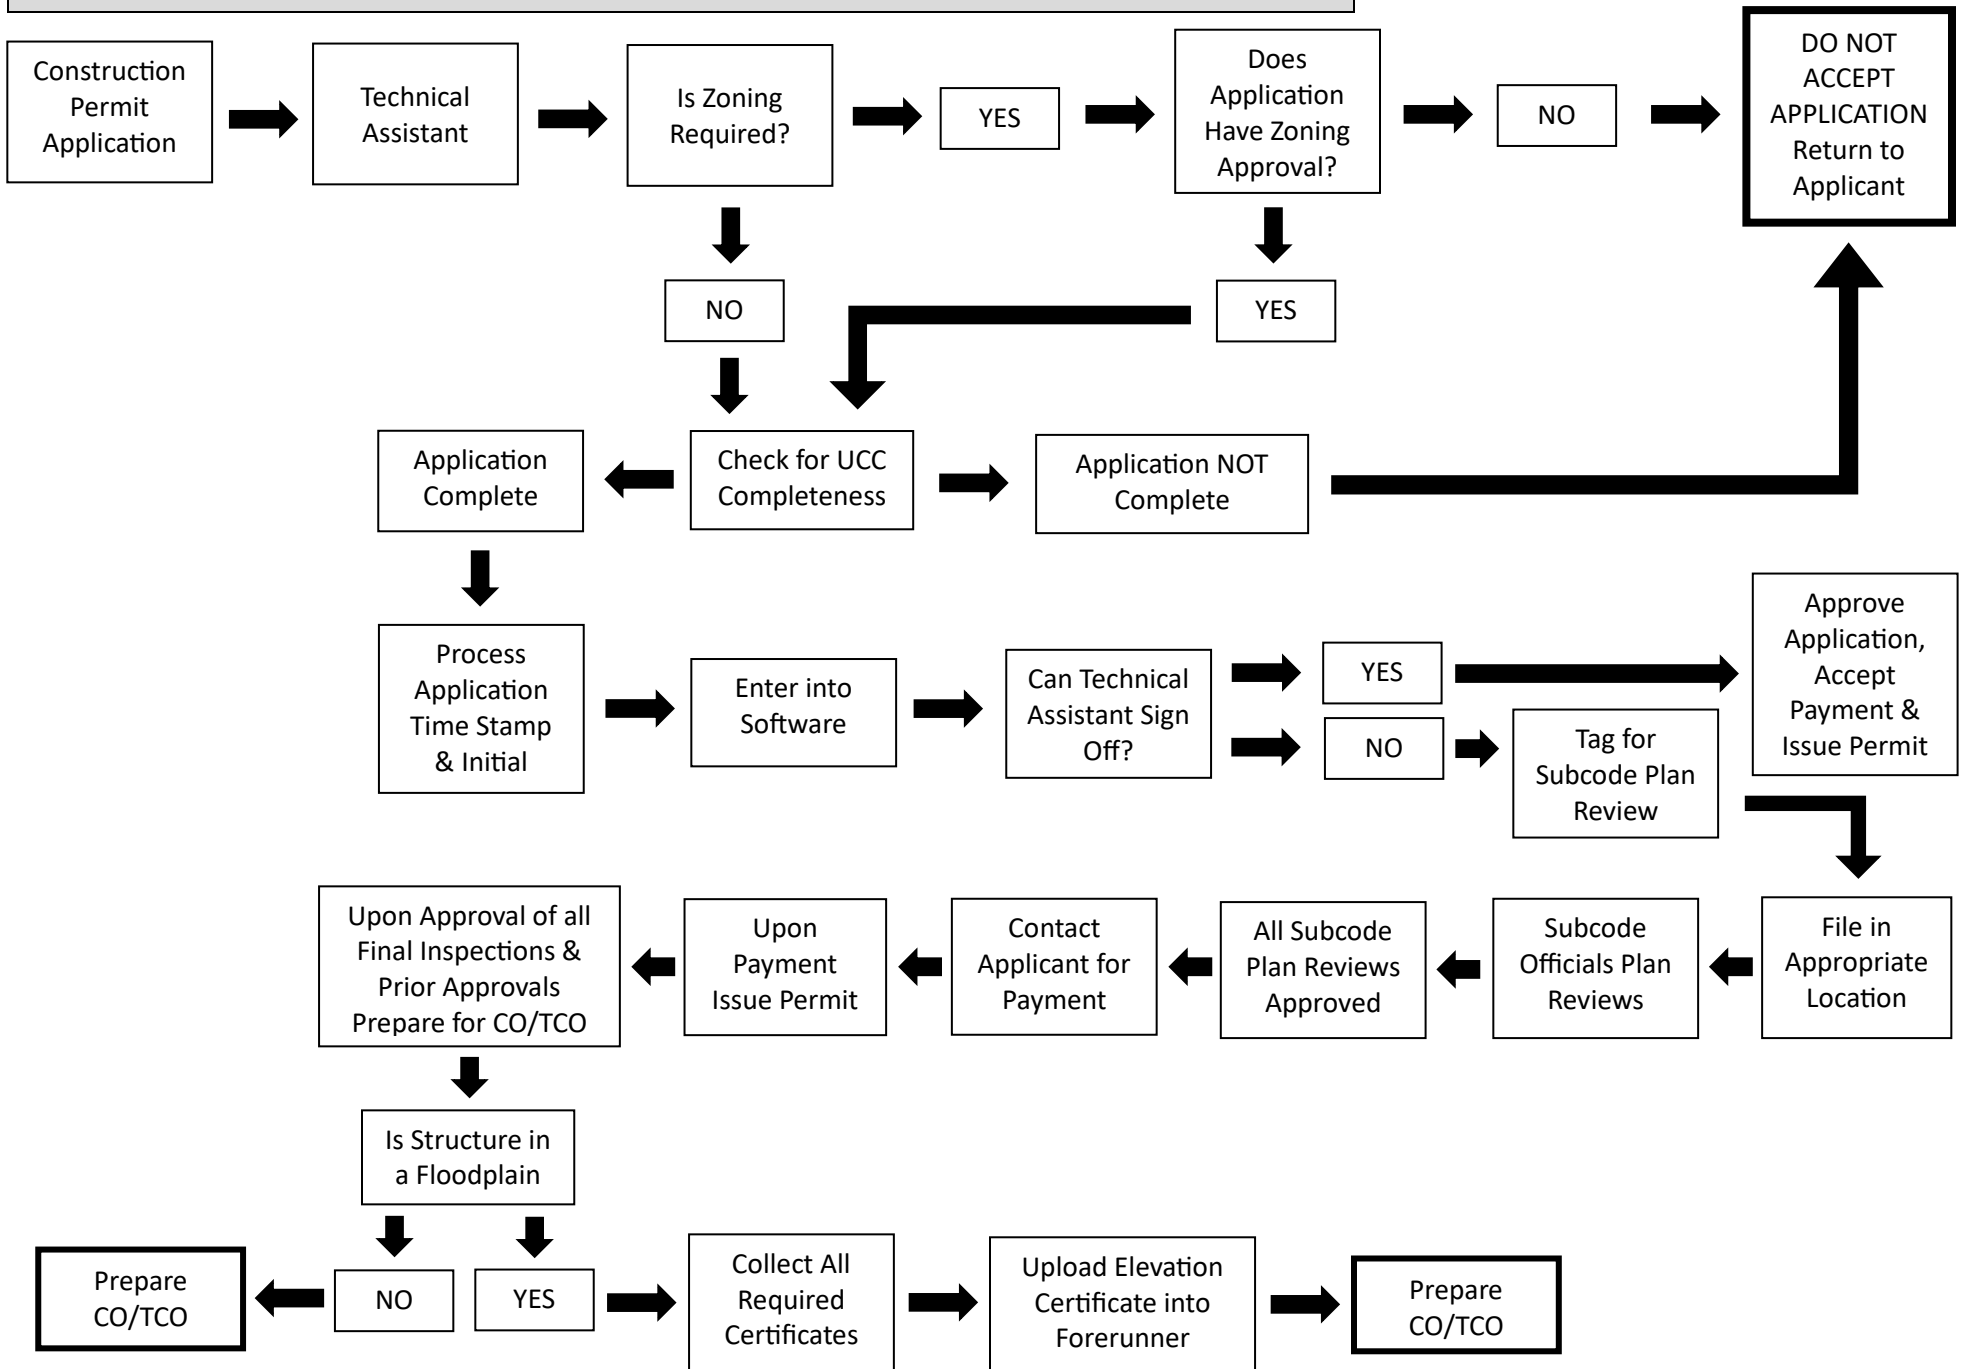 Construction
Permit
Application
Technical
Assistant
Is Zoning
Required?
YES
Does
Application
Have Zoning
Approval?
NO
DO NOT
ACCEPT
APPLICATION
Return to
Applicant
NO
YES
Application
Complete
Check for UCC
Completeness
Application NOT
Complete
Process
Application
Time Stamp
& Initial
Enter into
Software
Can Technical
Assistant Sign
Off?
YES
NO
Approve
Application,
Accept
Payment &
Issue Permit
Tag for
Subcode Plan
Review
File in
Appropriate
Location
Subcode
Officials Plan
Reviews
All Subcode
Plan Reviews
Approved
Contact
Applicant for
Payment
Upon
Payment
Issue Permit
Upon Approval of all
Final Inspections &
Prior Approvals
Prepare for CO/TCO
Is Structure in
a Floodplain
NO
YES
Prepare
CO/TCO
Collect All
Required
Certificates
Upload Elevation
Certificate into
Forerunner
Prepare
CO/TCO